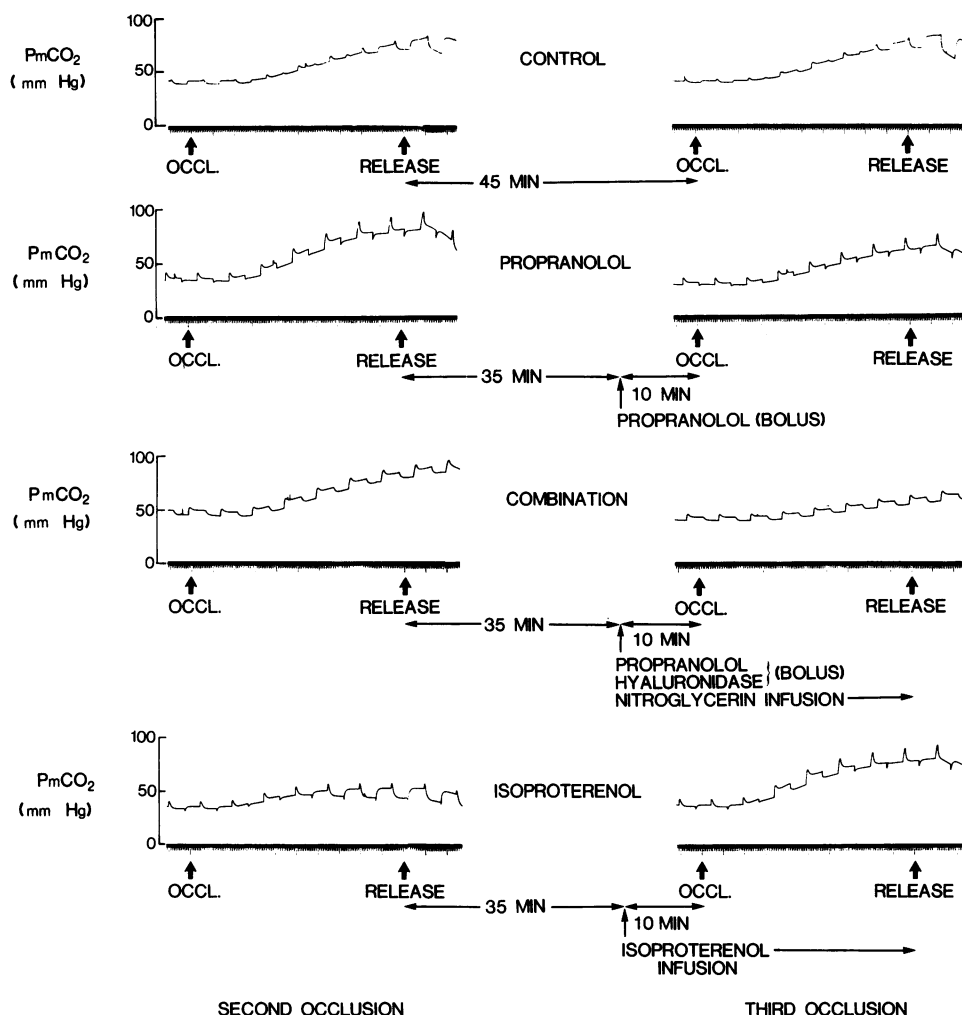 100
PmCO2
(mm Hg)
50
0
CONTROL
OCCL.
RELEASE
OCCL.
RELEASE
45 MIN
100
PmCO2
(mm Hg)
50
0
PROPRANOLOL
OCCL.
RELEASE
OCCL.
RELEASE
35 MIN
10 MIN
PROPRANOLOL (BOLUS)
100
PmCO2
(mm Hg)
50
0
COMBINATION
OCCL.
RELEASE
OCCL.
RELEASE
35 MIN
10 MIN
PROPRANOLOL
HYALURONIDASE } (BOLUS)
NITROGLYCERIN INFUSION
100
PmCO2
(mm Hg)
50
0
ISOPROTERENOL
OCCL.
RELEASE
OCCL.
RELEASE
35 MIN
10 MIN
ISOPROTERENOL
INFUSION
SECOND OCCLUSION
THIRD OCCLUSION